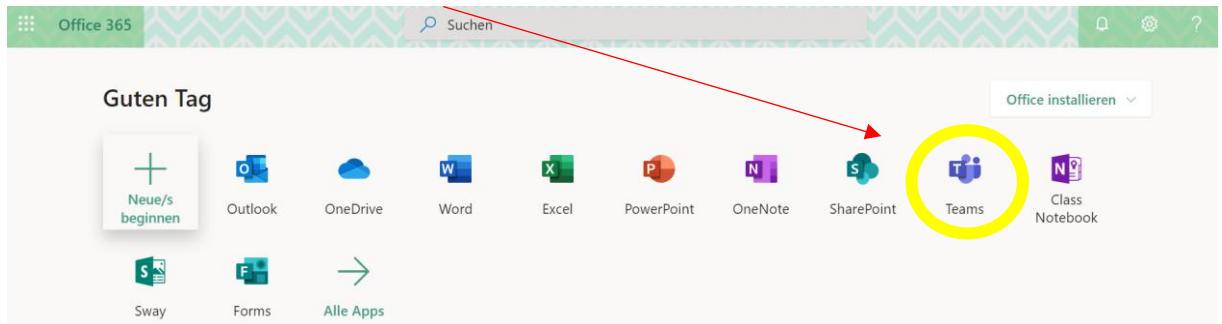 Office 365
Suchen
?
Guten Tag
Office installieren
Neue/s
beginnen
Outlook
OneDrive
Word
Excel
PowerPoint
OneNote
SharePoint
Teams
Class
Notebook
Sway
Forms
Alle Apps